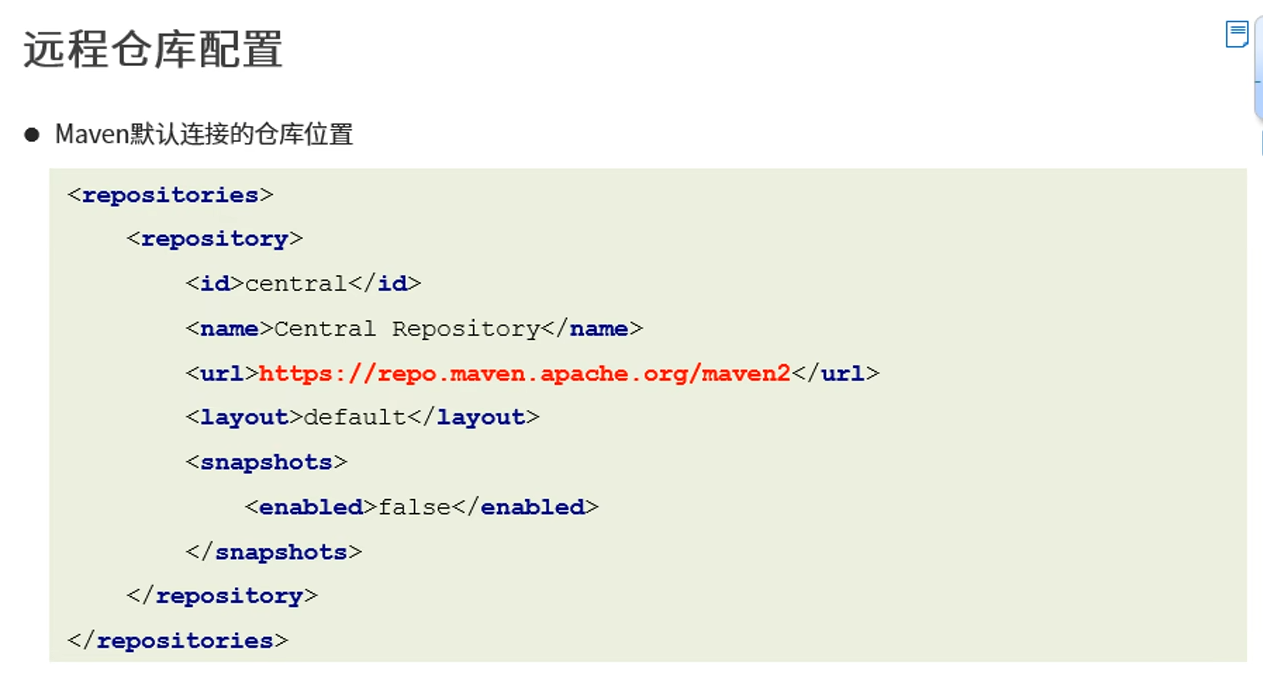 远程仓库配置
● Maven默认连接的仓库位置
<repositories>
<repository>
<id>central</id>
<name>Central Repository</name>
<url>https://repo.maven.apache.org/maven2</url>
<layout>default</layout>
<snapshots>
<enabled>false</enabled>
</snapshots>
</repository>
</repositories>